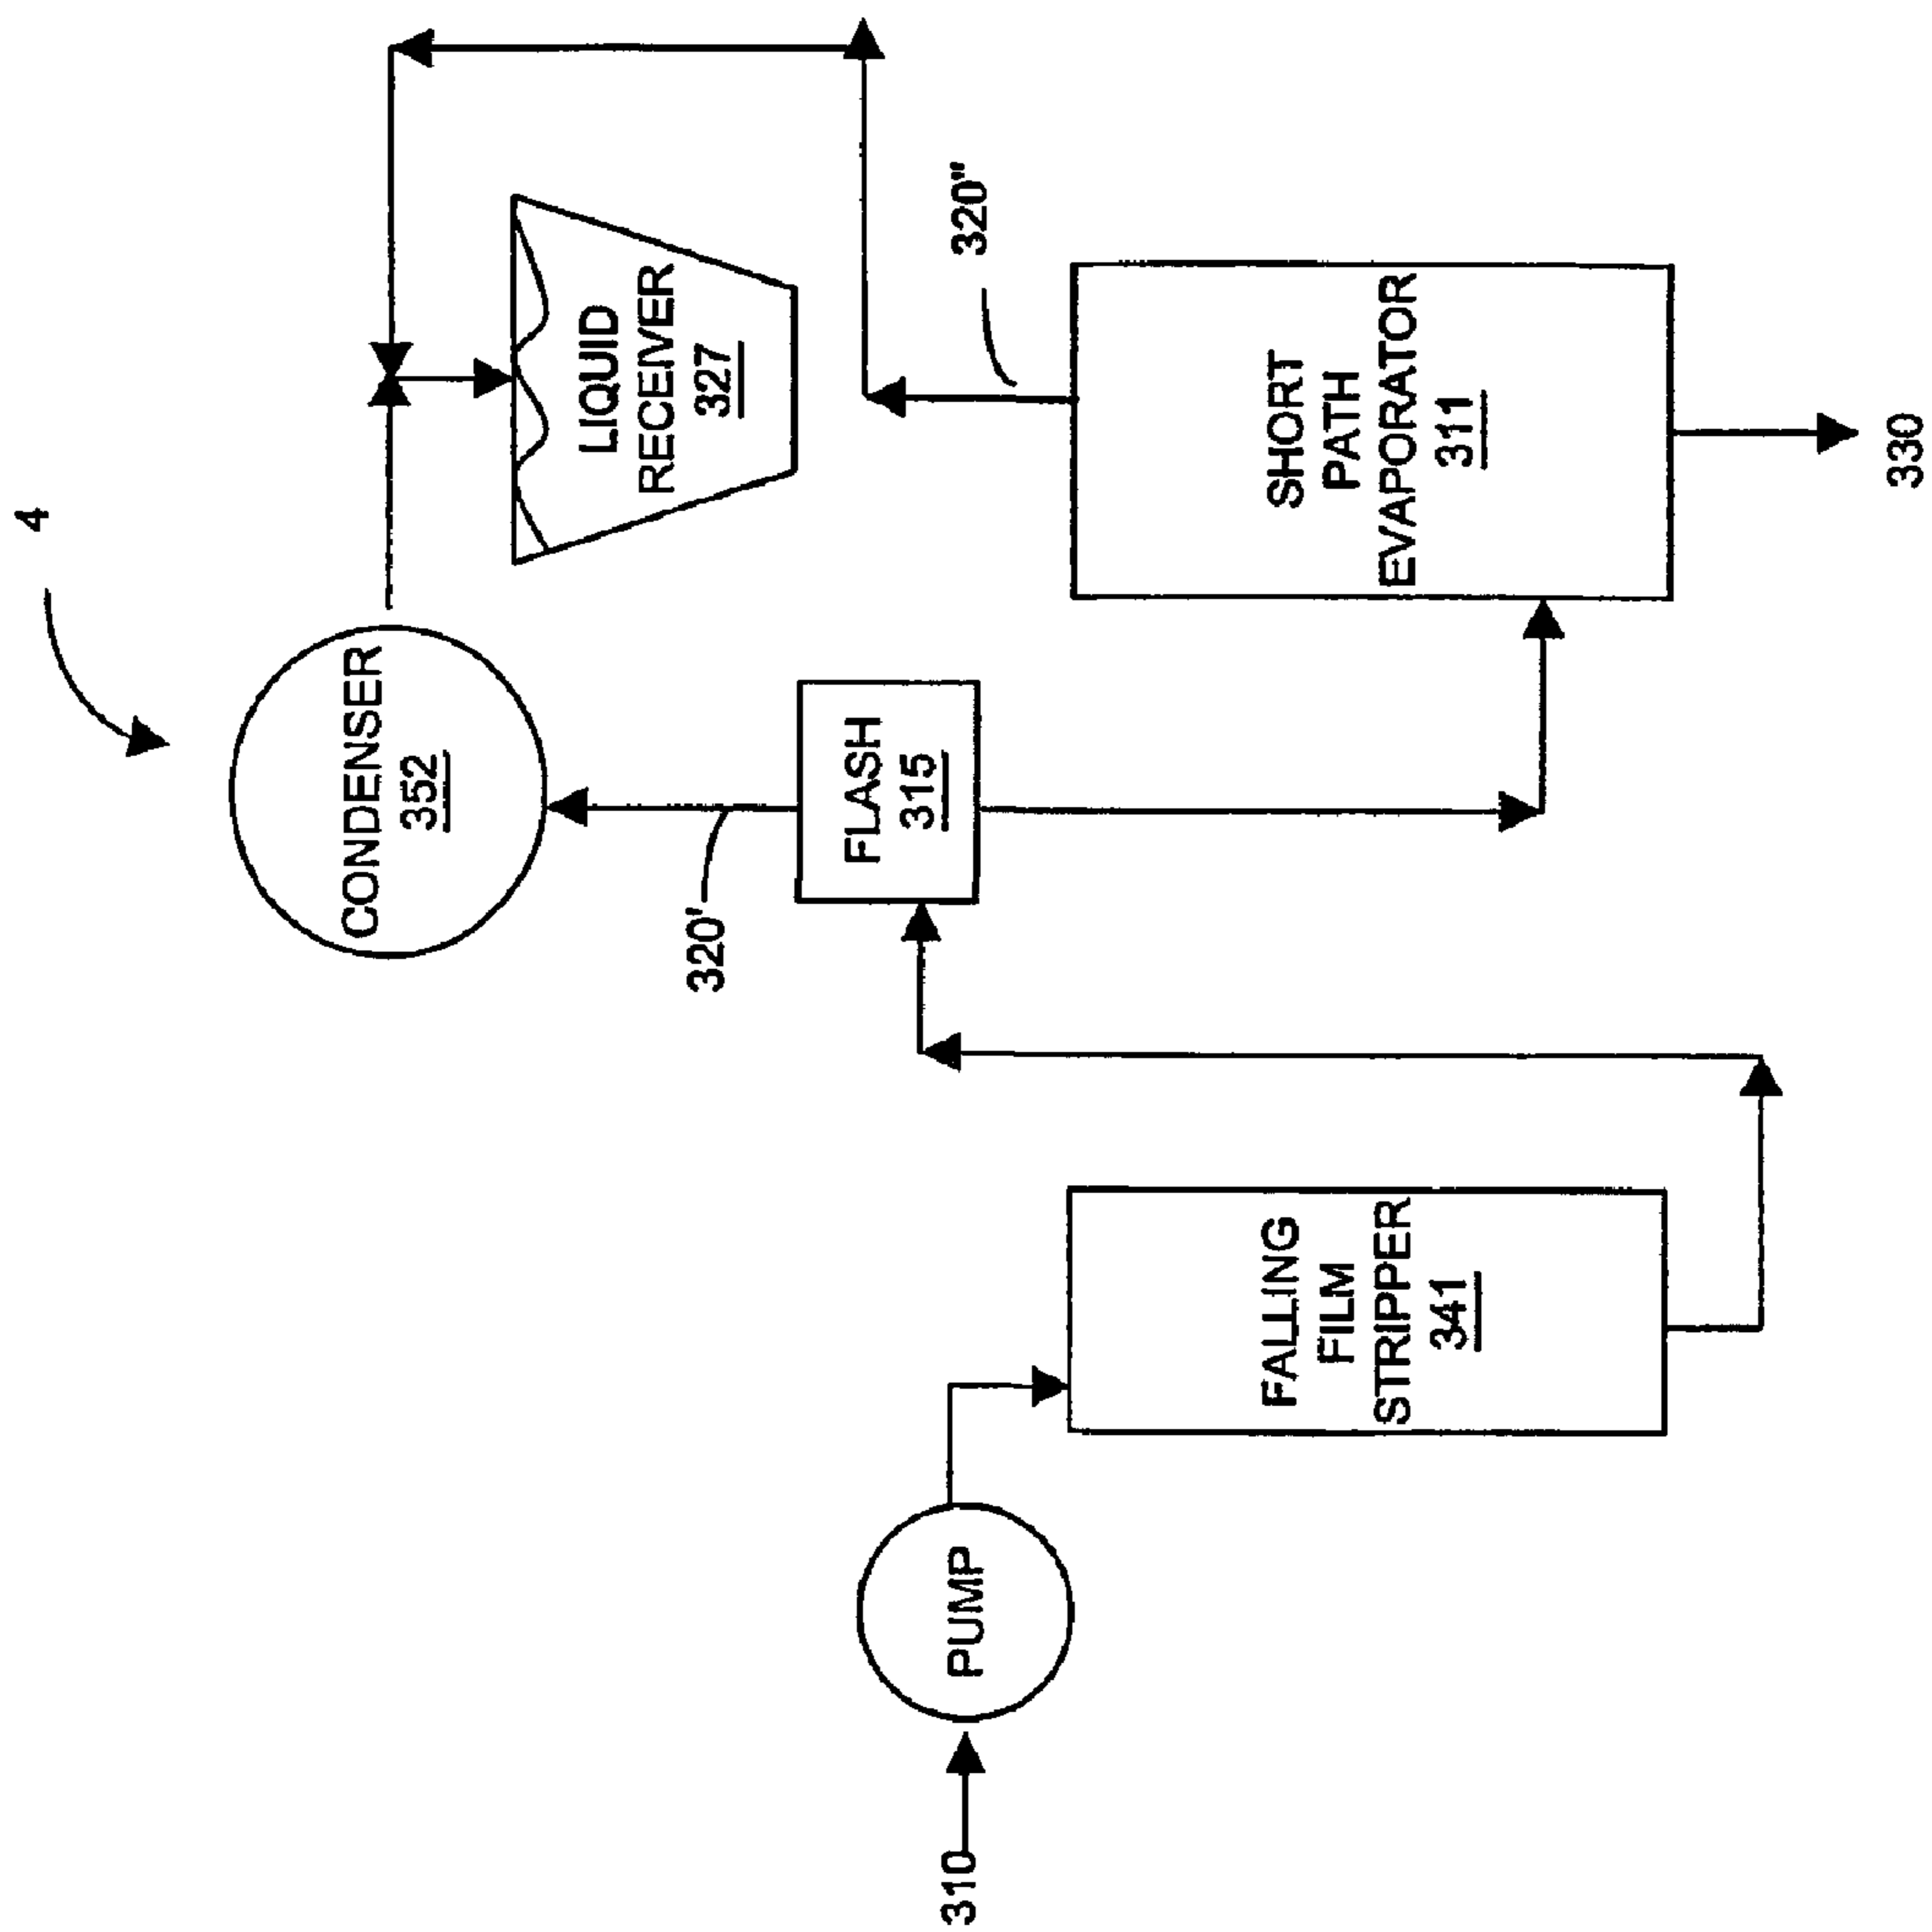 4
CONDENSER
352
LIQUID
RECEIVER
327
320'
320"
FLASH
315
310
PUMP
FALLING
FILM
STRIPPER
341
SHORT
PATH
EVAPORATOR
311
330